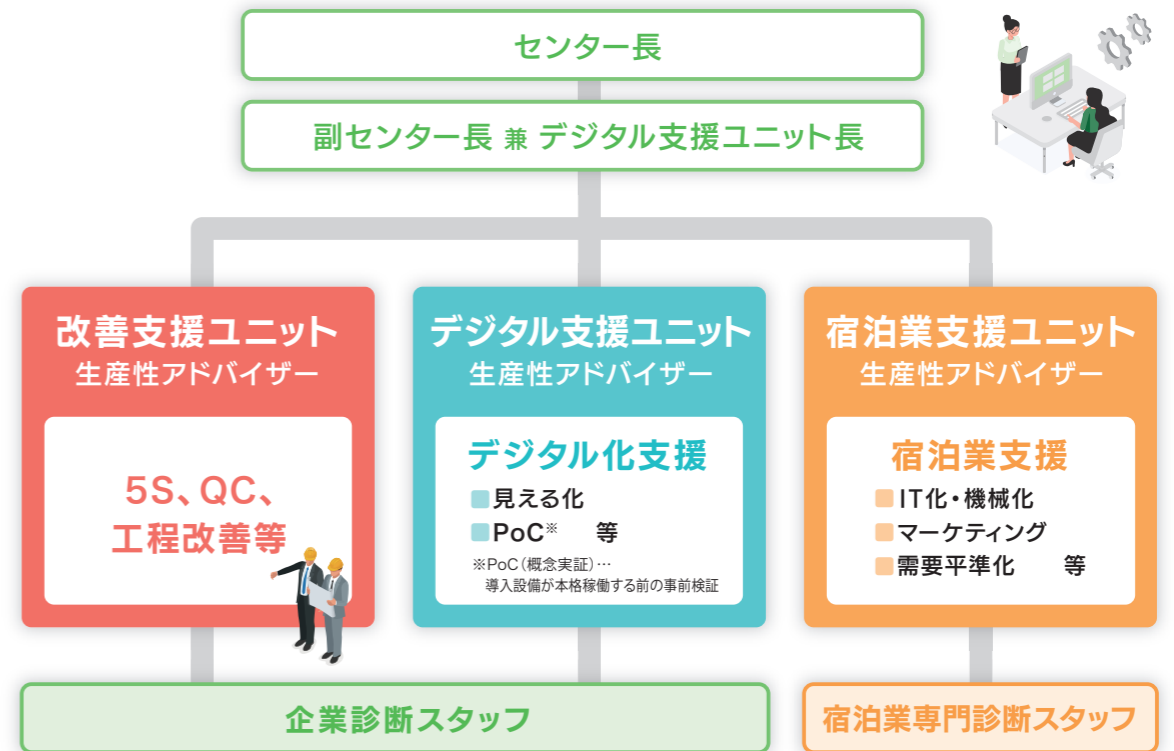 センター長
副センター長 兼 デジタル支援ユニット長
改善支援ユニット
生産性アドバイザー
5S、QC、
工程改善等
デジタル支援ユニット
生産性アドバイザー
デジタル化支援
■見える化
■PoC※ 等
※PoC（概念実証）…
導入設備が本格稼働する前の事前検証
宿泊業支援ユニット
生産性アドバイザー
宿泊業支援
■IT化・機械化
■マーケティング
■需要平準化 等
企業診断スタッフ
宿泊業専門診断スタッフ